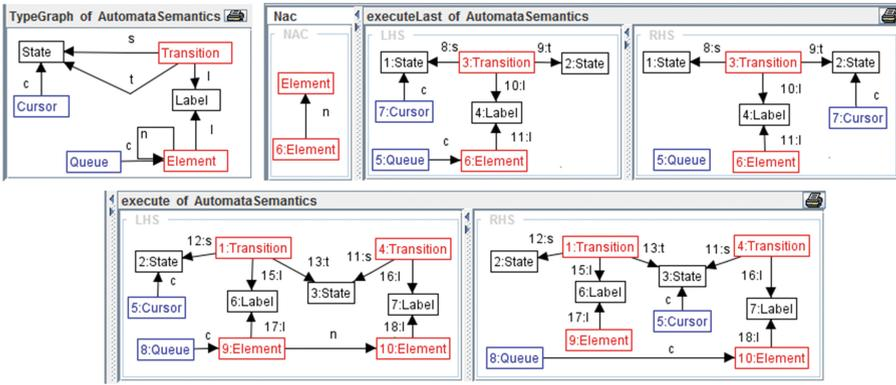 TypeGraph of AutomataSemantics
State
s
Transition
t
l
c
Cursor
Label
n
c
l
Queue
Element
Nac
NAC
Element
n
6:Element
executeLast of AutomataSemantics
LHS
8:s
9:t
1:State
3:Transition
2:State
c
10:l
7:Cursor
4:Label
c
11:l
5:Queue
6:Element
RHS
8:s
9:t
1:State
3:Transition
2:State
10:l
c
4:Label
7:Cursor
11:l
5:Queue
6:Element
execute of AutomataSemantics
LHS
12:s
1:Transition
13:t
11:s
4:Transition
2:State
c
15:l
3:State
16:l
5:Cursor
6:Label
7:Label
17:l
18:l
c
n
8:Queue
9:Element
10:Element
RHS
12:s
1:Transition
13:t
11:s
4:Transition
2:State
15:l
3:State
16:l
6:Label
c
7:Label
17:l
5:Cursor
18:l
9:Element
c
8:Queue
10:Element